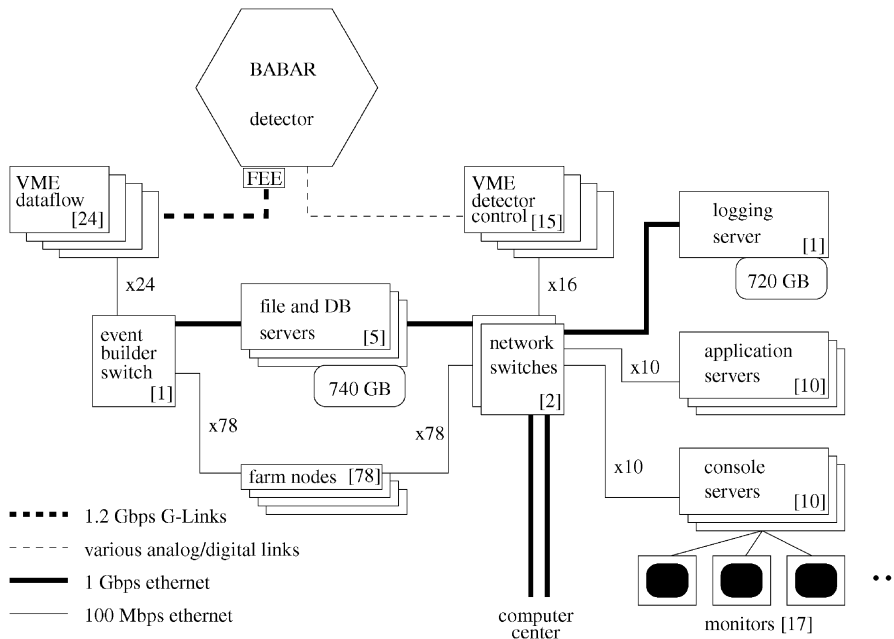 BABAR
detector
FEE
VME
dataflow
[24]
VME
detector
control
[15]
logging
server
[1]
720 GB
x24
x16
file and DB
servers
[5]
740 GB
event
builder
switch
[1]
network
switches
[2]
application
servers
[10]
x10
x78
x78
farm nodes [78]
x10
console
servers
[10]
1.2 Gbps G-Links
various analog/digital links
1 Gbps ethernet
100 Mbps ethernet
computer
center
monitors [17]